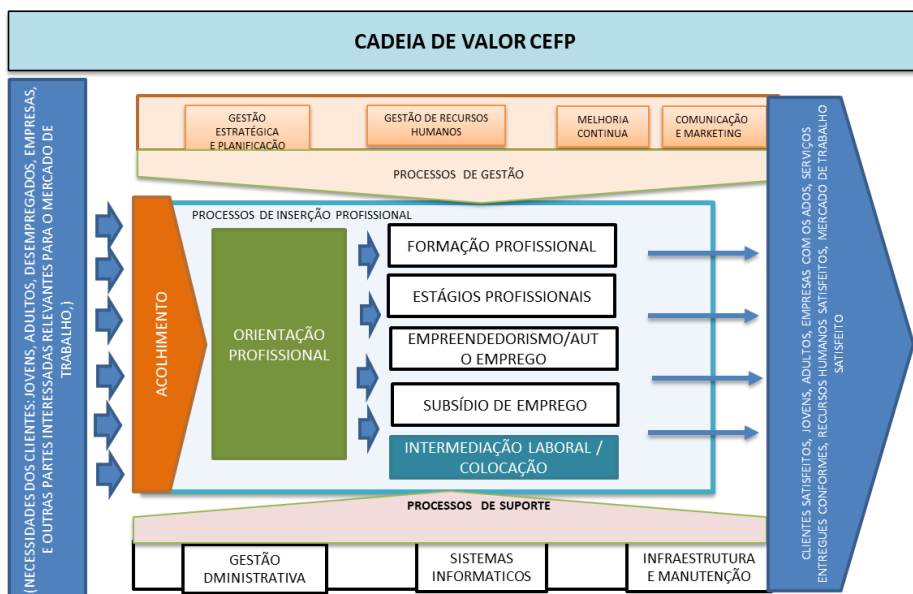 CADEIA DE VALOR CEFP
(NECESSIDADES DOS CLIENTES: JOVENS, ADULTOS, DESEMPREGADOS, EMPRESAS,
E OUTRAS PARTES INTERESSADAS RELEVANTES PARA O MERCADO DE
TRABALHO,)
GESTÃO
ESTRATÉGICA
E PLANIFICAÇÃO
GESTÃO DE RECURSOS
HUMANOS
MELHORIA
CONTINUA
COMUNICAÇÃO
E MARKETING
PROCESSOS DE GESTÃO
PROCESSOS DE INSERÇÃO PROFISSIONAL
ACOLHIMENTO
ORIENTAÇÃO
PROFISSIONAL
FORMAÇÃO PROFISSIONAL
ESTÁGIOS PROFISSIONAIS
EMPREENDEDORISMO/AUT
O EMPREGO
SUBSÍDIO DE EMPREGO
INTERMEDIAÇÃO LABORAL /
COLOCAÇÃO
PROCESSOS DE SUPORTE
GESTÃO
DMINISTRATIVA
SISTEMAS
INFORMATICOS
INFRAESTRUTURA
E MANUTENÇÃO
CLIENTES SATISFEITOS, JOVENS, ADULTOS, EMPRESAS COM OS ADOS, SERVIÇOS
ENTREGUES CONFORMES, RECURSOS HUMANOS SATISFEITOS, MERCADO DE TRABALHO
SATISFEITO